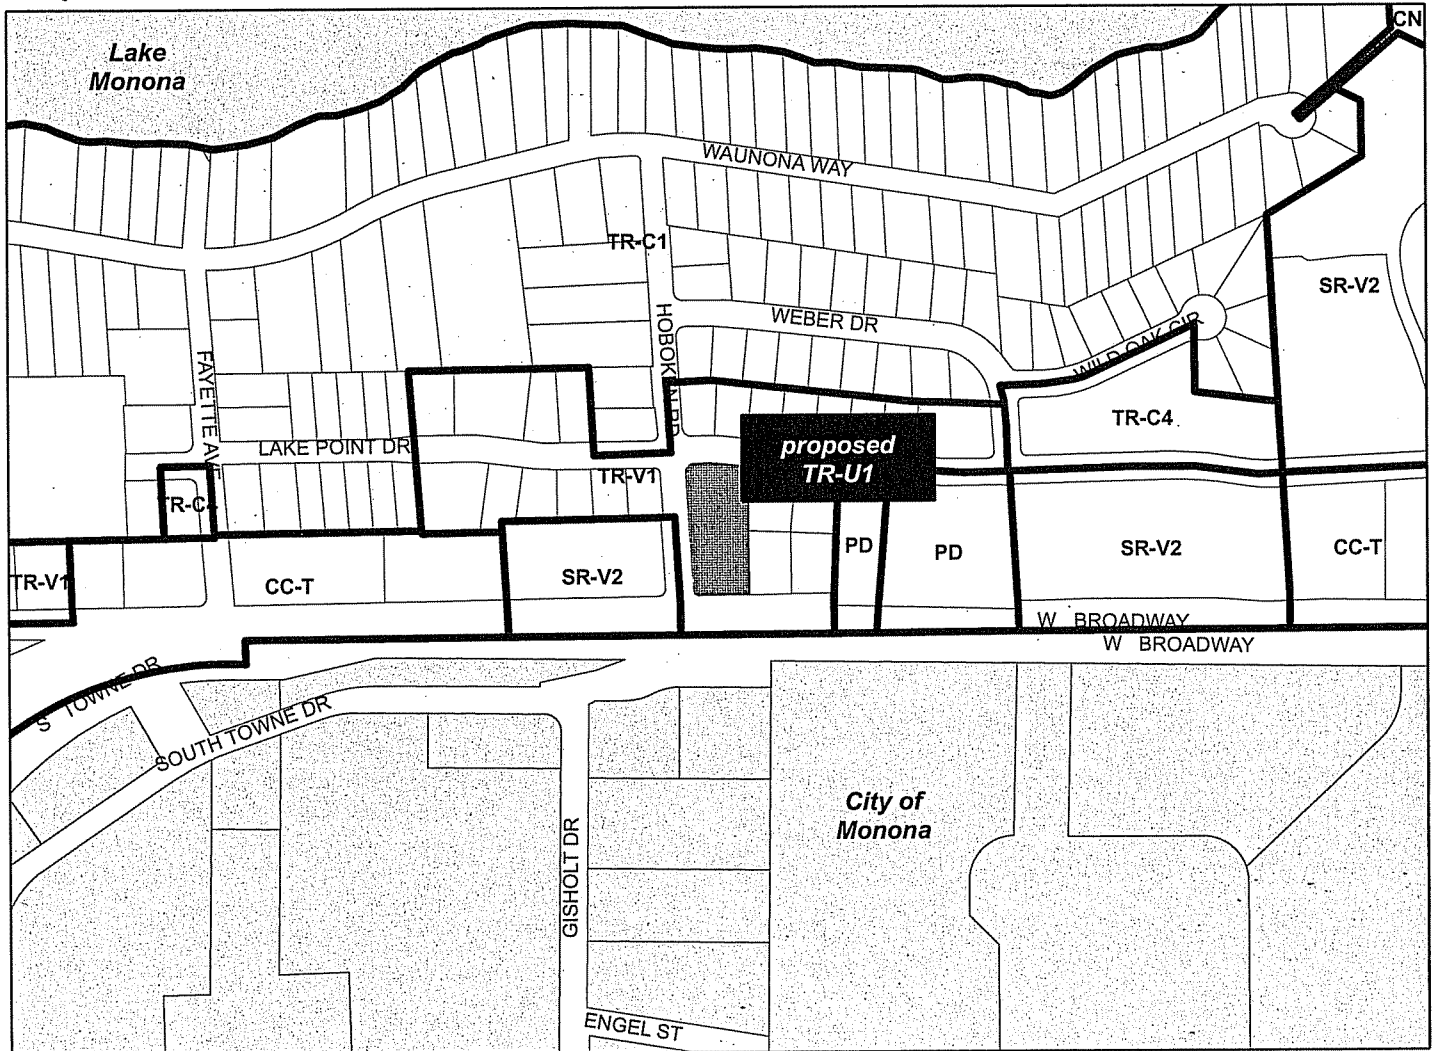 CN
Lake
Monona
WAUNONA WAY
TR-C1
SR-V2
HOBOKEN RD
WEBER DR
WILD OAK CIR
FAYETTE AVE
TR-C4
LAKE POINT DR
proposed
TR-U1
TR-V1
TR-C4
PD
PD
SR-V2
CC-T
TR-V1
CC-T
SR-V2
W BROADWAY
W BROADWAY
S TOWNE DR
SOUTH TOWNE DR
City of
Monona
GISHOLT DR
ENGEL ST